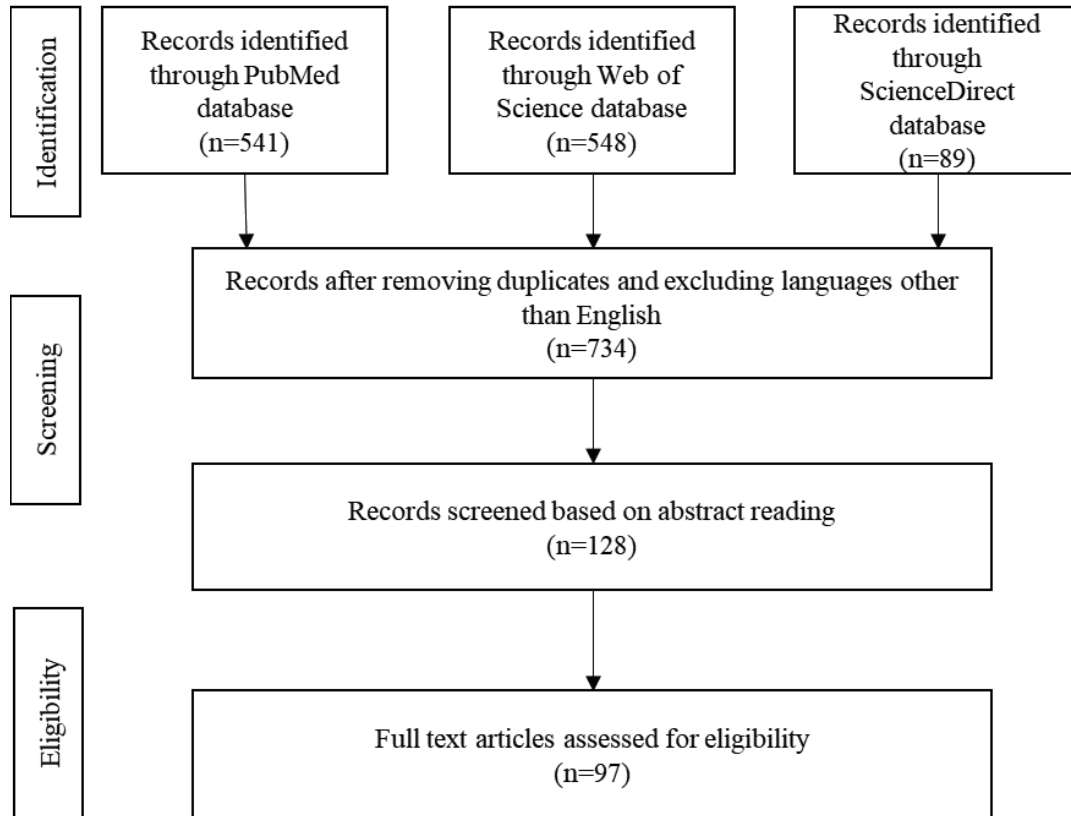 Identification
Records identified
through PubMed
database
(n=541)
Records identified
through Web of
Science database
(n=548)
Records identified
through
ScienceDirect
database
(n=89)
Records after removing duplicates and excluding languages other
than English
(n=734)
Screening
Records screened based on abstract reading
(n=128)
Eligibility
Full text articles assessed for eligibility
(n=97)